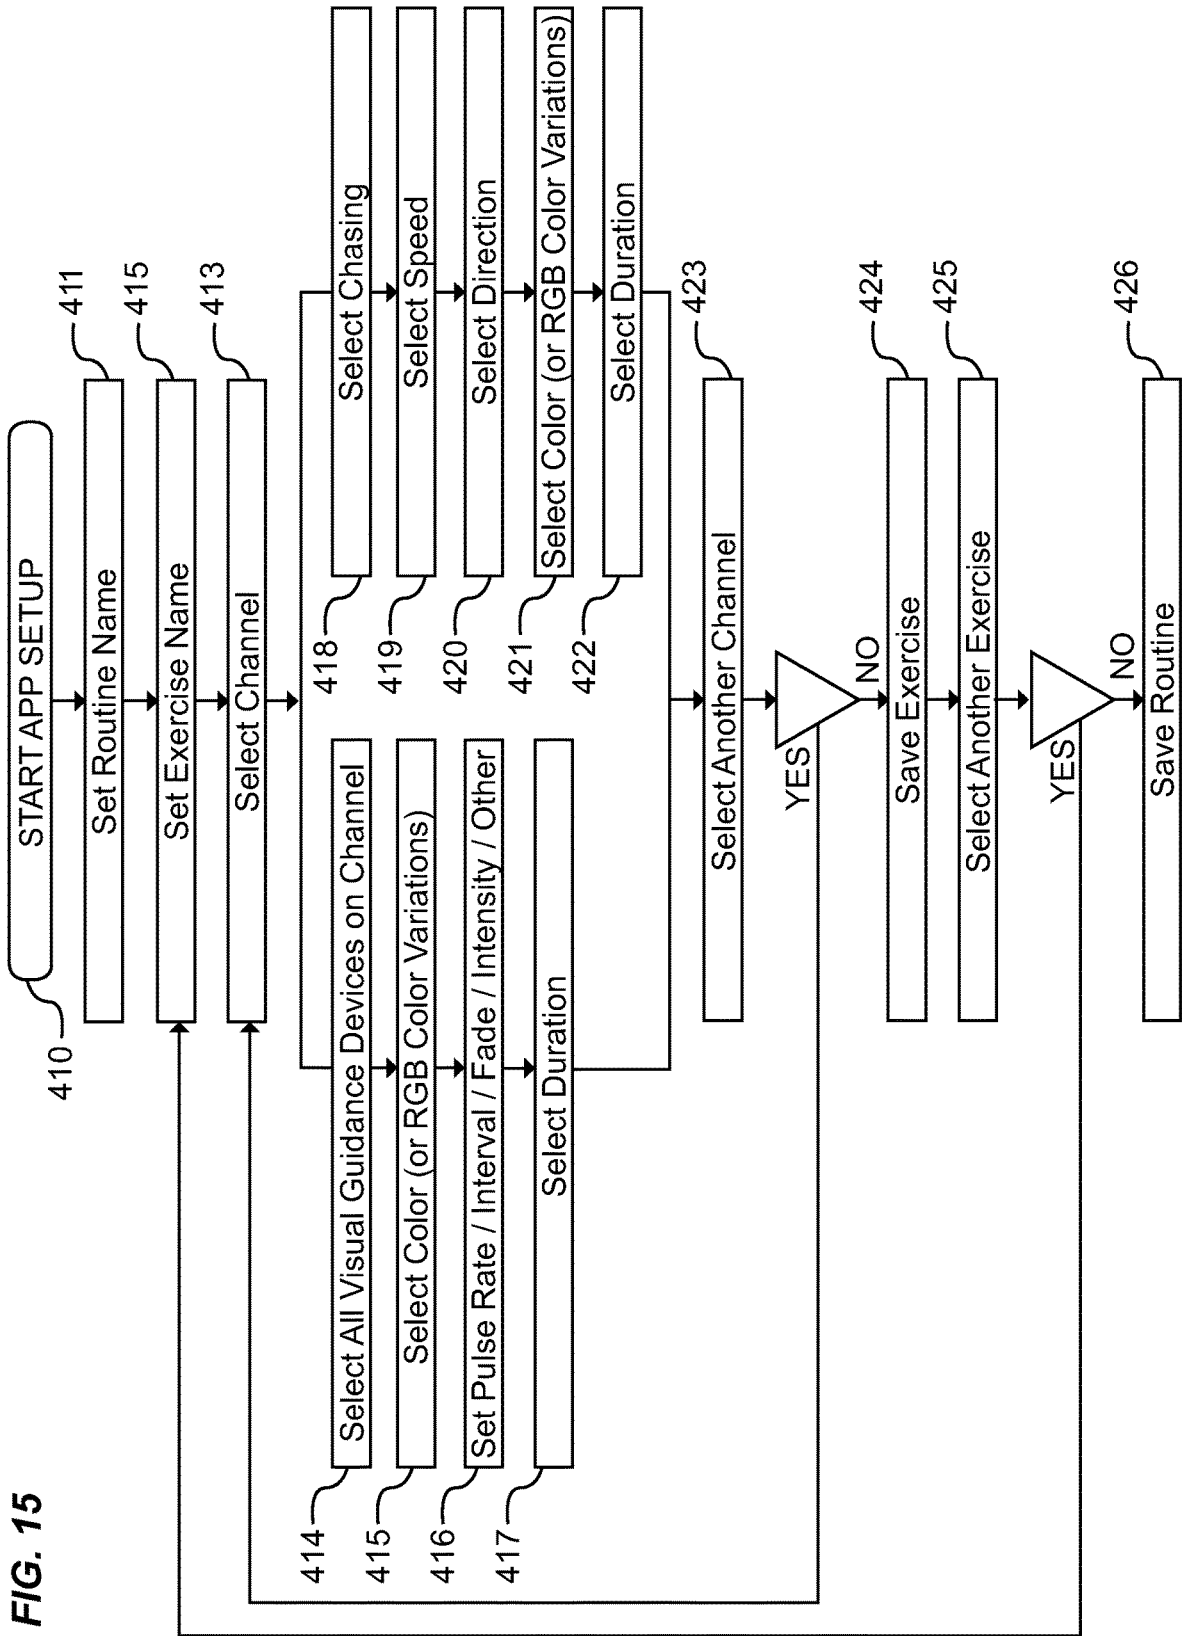 FIG. 15
START APP SETUP
410
Set Routine Name
411
Set Exercise Name
415
Select Channel
413
Select All Visual Guidance Devices on Channel
414
Select Color (or RGB Color Variations)
415
Set Pulse Rate / Interval / Fade / Intensity / Other
416
Select Duration
417
Select Chasing
418
Select Speed
419
Select Direction
420
Select Color (or RGB Color Variations)
421
Select Duration
422
Select Another Channel
423
YES
NO
Save Exercise
424
Select Another Exercise
425
YES
NO
Save Routine
426